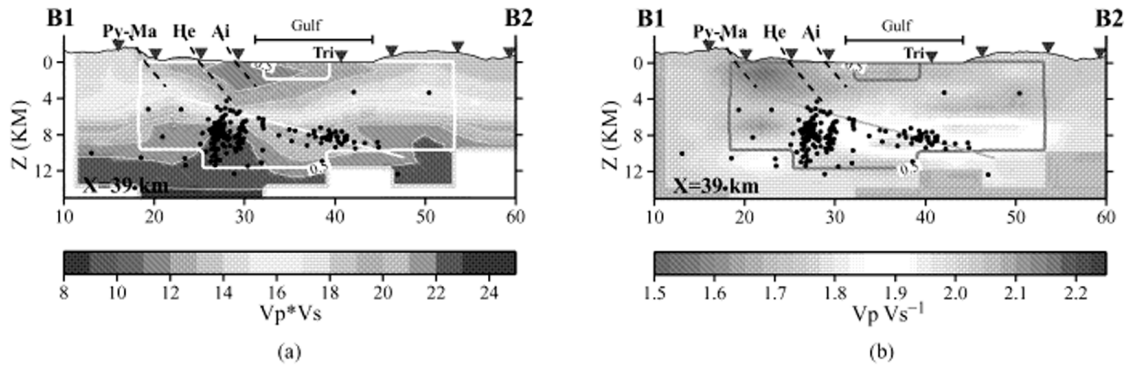 B1 B2
Py-Ma He Ai Gulf
Tri
0.5
0
4
8
12
Z (KM)
0.5
X=39 km
10 20 30 40 50 60
8 10 12 14 16 18 20 22 24
Vp*Vs
(a)
B1 B2
Py-Ma He Ai Gulf
Tri
0.5
0
4
8
12
Z (KM)
0.5
X=39 km
10 20 30 40 50 60
1.5 1.6 1.7 1.8 1.9 2.0 2.1 2.2
Vp Vs⁻¹
(b)